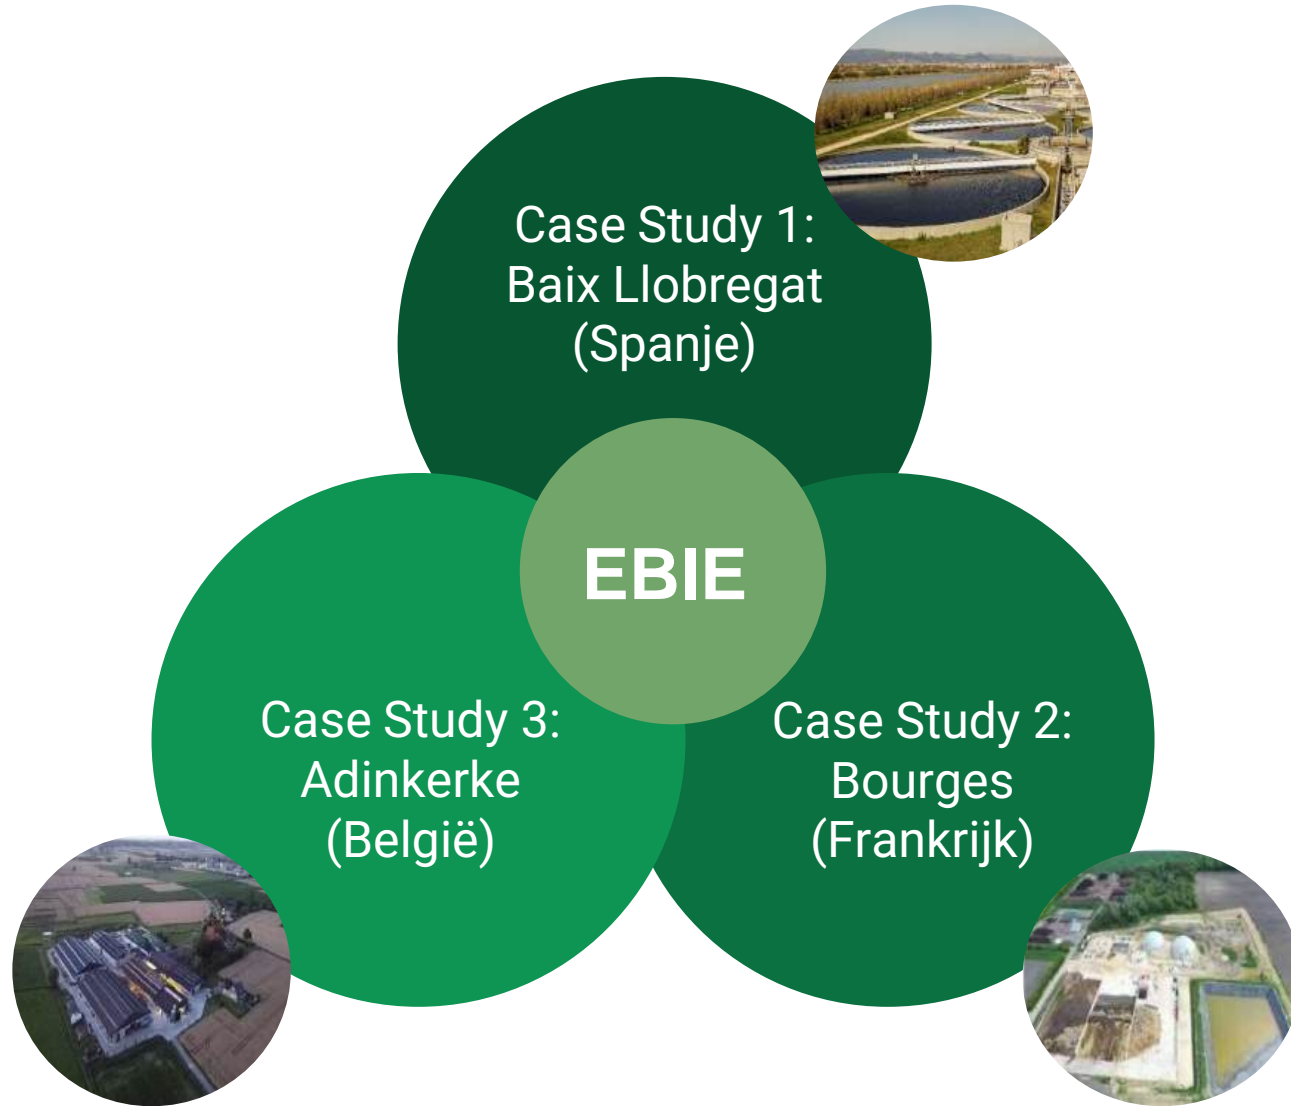 Case Study 1:
Baix Llobregat
(Spanje)
EBIE
Case Study 3:
Adinkerke
(België)
Case Study 2:
Bourges
(Frankrijk)